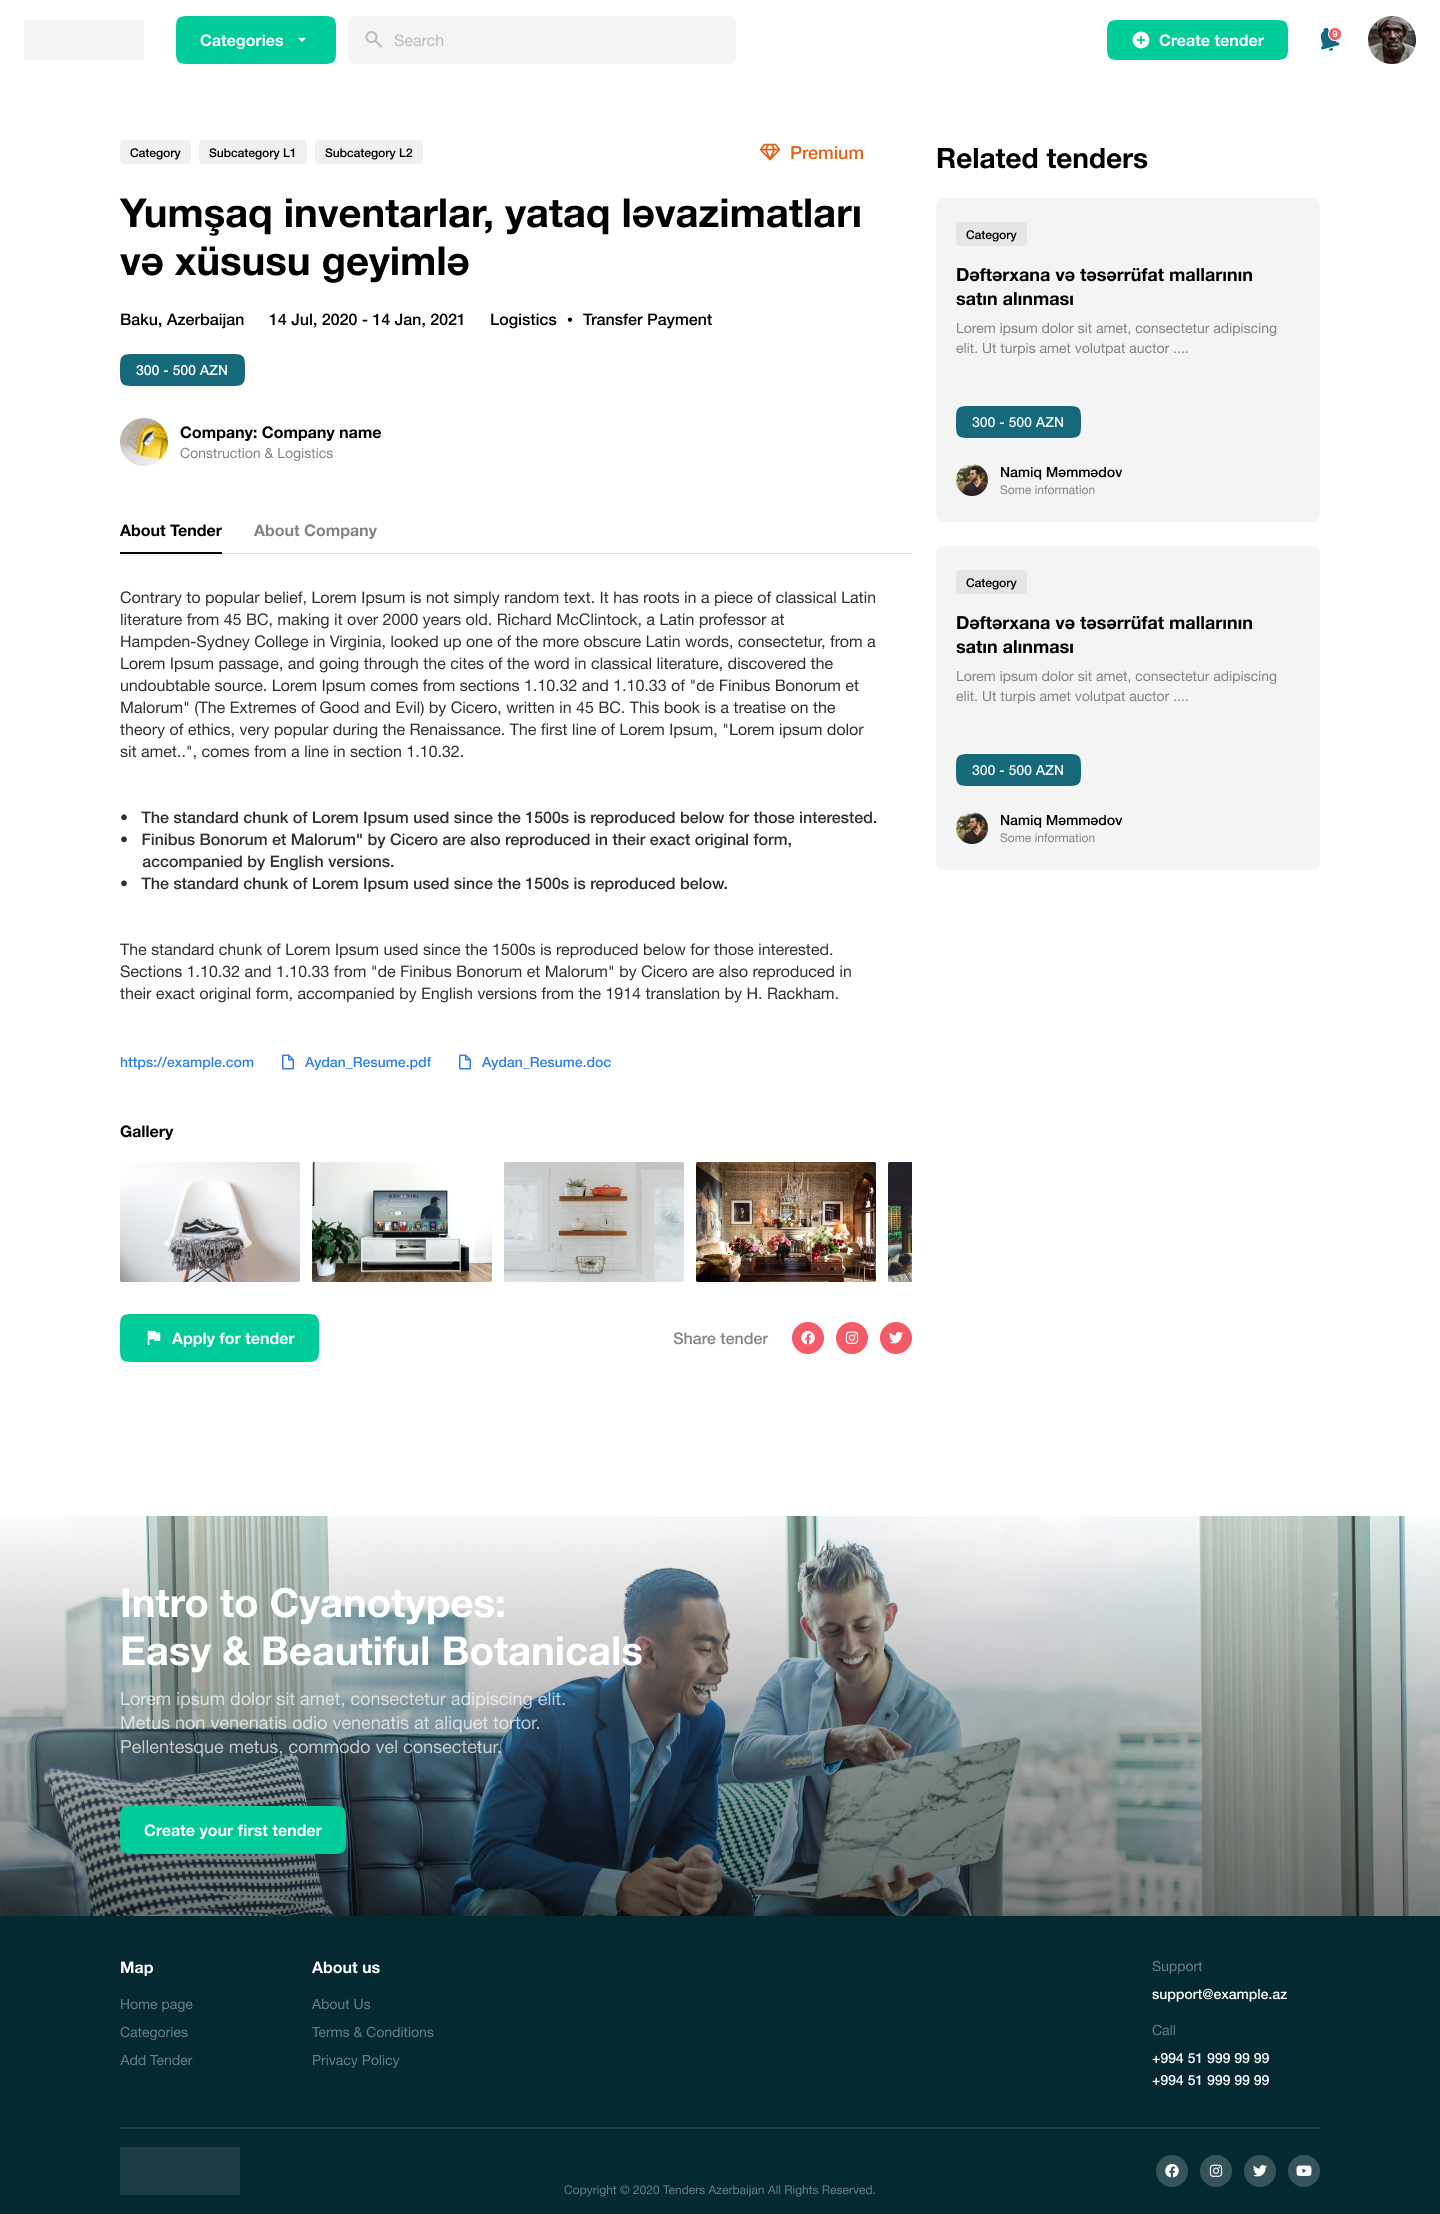 Categories
Search
Create tender
9
Category
Subcategory L1
Subcategory L2
Premium
Yumşaq inventarlar, yataq ləvazimatları
və xüsusu geyimlə
Baku, Azerbaijan
14 Jul, 2020 - 14 Jan, 2021
Logistics • Transfer Payment
300 - 500 AZN
Company: Company name
Construction & Logistics
About Tender
About Company
Contrary to popular belief, Lorem Ipsum is not simply random text. It has roots in a piece of classical Latin
literature from 45 BC, making it over 2000 years old. Richard McClintock, a Latin professor at
Hampden-Sydney College in Virginia, looked up one of the more obscure Latin words, consectetur, from a
Lorem Ipsum passage, and going through the cites of the word in classical literature, discovered the
undoubtable source. Lorem Ipsum comes from sections 1.10.32 and 1.10.33 of "de Finibus Bonorum et
Malorum" (The Extremes of Good and Evil) by Cicero, written in 45 BC. This book is a treatise on the
theory of ethics, very popular during the Renaissance. The first line of Lorem Ipsum, "Lorem ipsum dolor
sit amet..", comes from a line in section 1.10.32.
• The standard chunk of Lorem Ipsum used since the 1500s is reproduced below for those interested.
• Finibus Bonorum et Malorum" by Cicero are also reproduced in their exact original form,
accompanied by English versions.
• The standard chunk of Lorem Ipsum used since the 1500s is reproduced below.
The standard chunk of Lorem Ipsum used since the 1500s is reproduced below for those interested.
Sections 1.10.32 and 1.10.33 from "de Finibus Bonorum et Malorum" by Cicero are also reproduced in
their exact original form, accompanied by English versions from the 1914 translation by H. Rackham.
https://example.com
Aydan_Resume.pdf
Aydan_Resume.doc
Gallery
Apply for tender
Share tender
Related tenders
Category
Dəftərxana və təsərrüfat mallarının
satın alınması
Lorem ipsum dolor sit amet, consectetur adipiscing
elit. Ut turpis amet volutpat auctor ....
300 - 500 AZN
Namiq Məmmədov
Some information
Category
Dəftərxana və təsərrüfat mallarının
satın alınması
Lorem ipsum dolor sit amet, consectetur adipiscing
elit. Ut turpis amet volutpat auctor ....
300 - 500 AZN
Namiq Məmmədov
Some information
Intro to Cyanotypes:
Easy & Beautiful Botanicals
Lorem ipsum dolor sit amet, consectetur adipiscing elit.
Metus non venenatis odio venenatis at aliquet tortor.
Pellentesque metus, commodo vel consectetur.
Create your first tender
Map
Home page
Categories
Add Tender
About us
About Us
Terms & Conditions
Privacy Policy
Support
support@example.az
Call
+994 51 999 99 99
+994 51 999 99 99
Copyright © 2020 Tenders Azerbaijan All Rights Reserved.